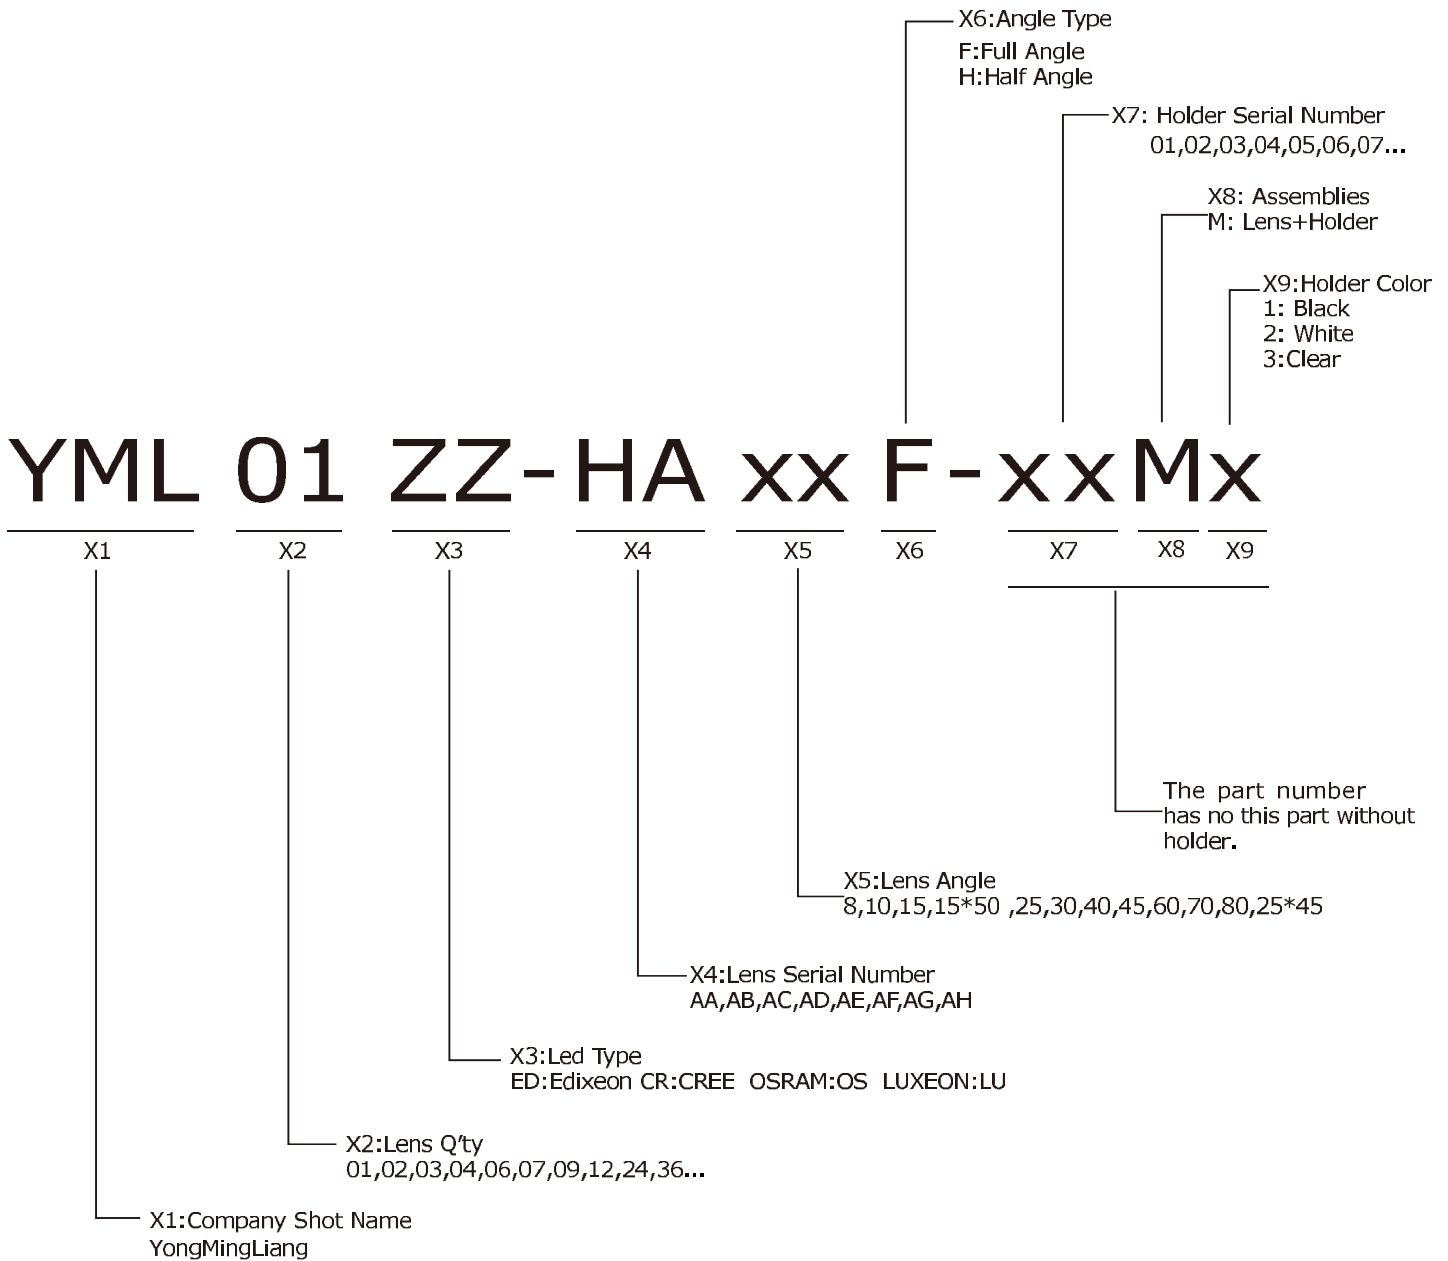 X6:Angle Type
F:Full Angle
H:Half Angle
X7: Holder Serial Number
01,02,03,04,05,06,07...
X8: Assemblies
M: Lens+Holder
X9:Holder Color
1: Black
2: White
3:Clear
YML 01 ZZ-HA xx F-xxMx
X1 X2 X3 X4 X5 X6 X7 X8 X9
The part number
has no this part without
holder.
X5:Lens Angle
8,10,15,15*50 ,25,30,40,45,60,70,80,25*45
X4:Lens Serial Number
AA,AB,AC,AD,AE,AF,AG,AH
X3:Led Type
ED:Edixeon CR:CREE OSRAM:OS LUXEON:LU
X2:Lens Q'ty
01,02,03,04,06,07,09,12,24,36...
X1:Company Shot Name
YongMingLiang